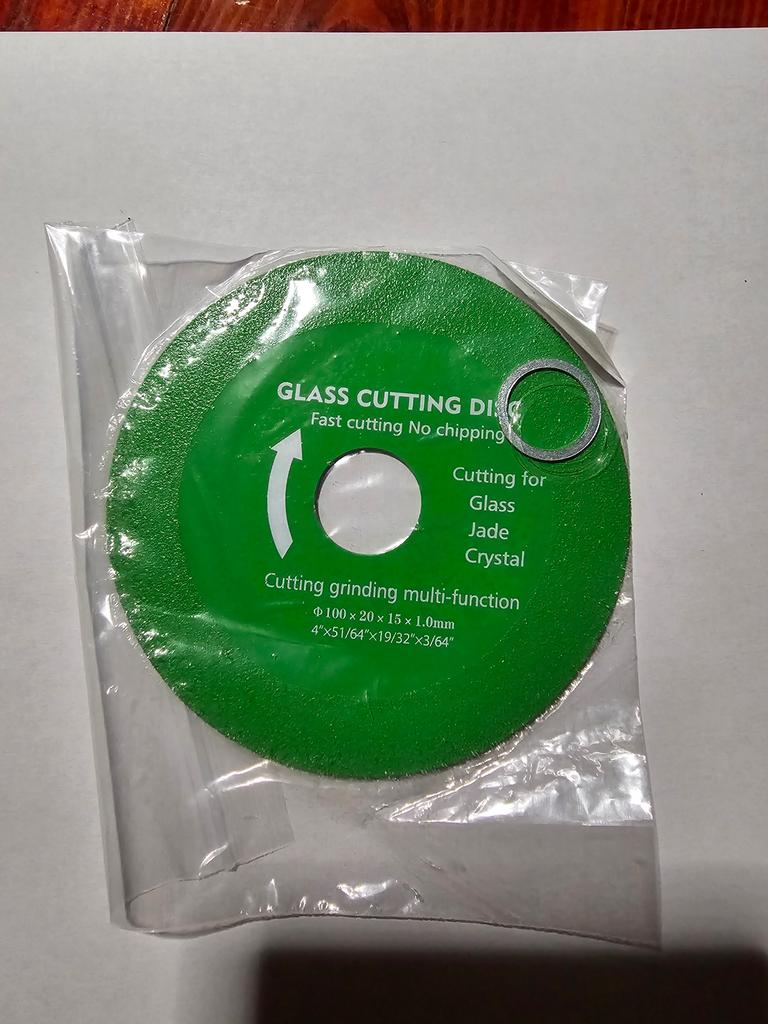 GLASS CUTTING DISC
Fast cutting No chipping
Cutting for
Glass
Jade
Crystal
Cutting grinding multi-function
Φ100 × 20 × 15 × 1.0mm
4"×51/64"×19/32"×3/64"